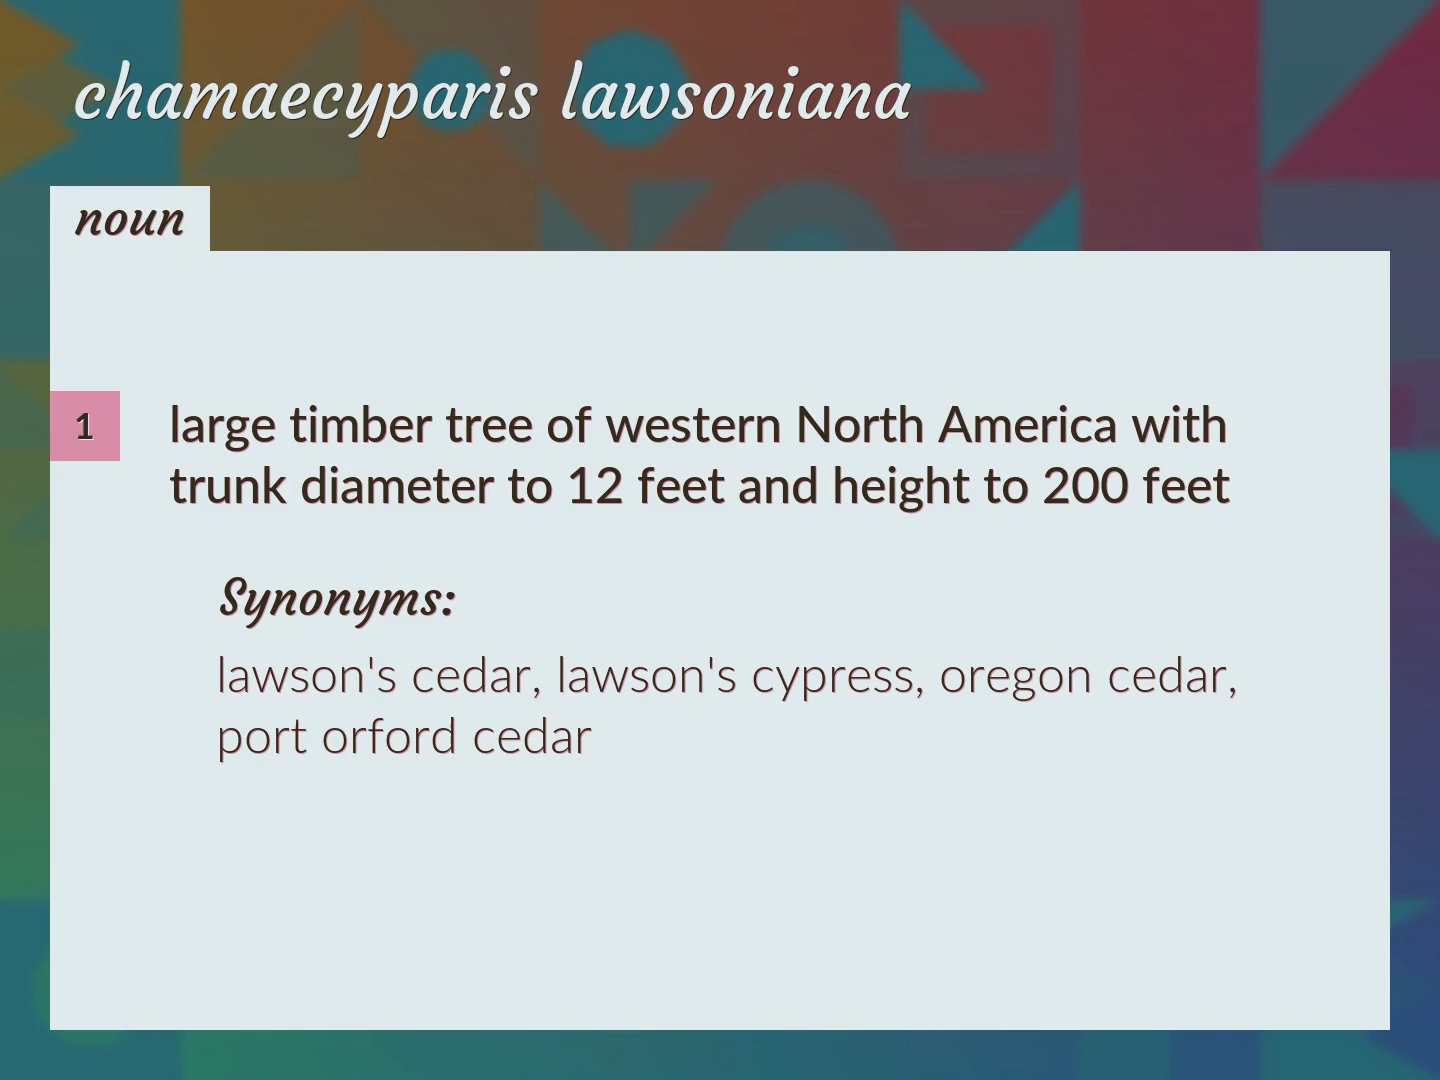 chamaecyparis lawsoniana
noun
1
large timber tree of western North America with
trunk diameter to 12 feet and height to 200 feet
Synonyms:
lawson's cedar, lawson's cypress, oregon cedar,
port orford cedar